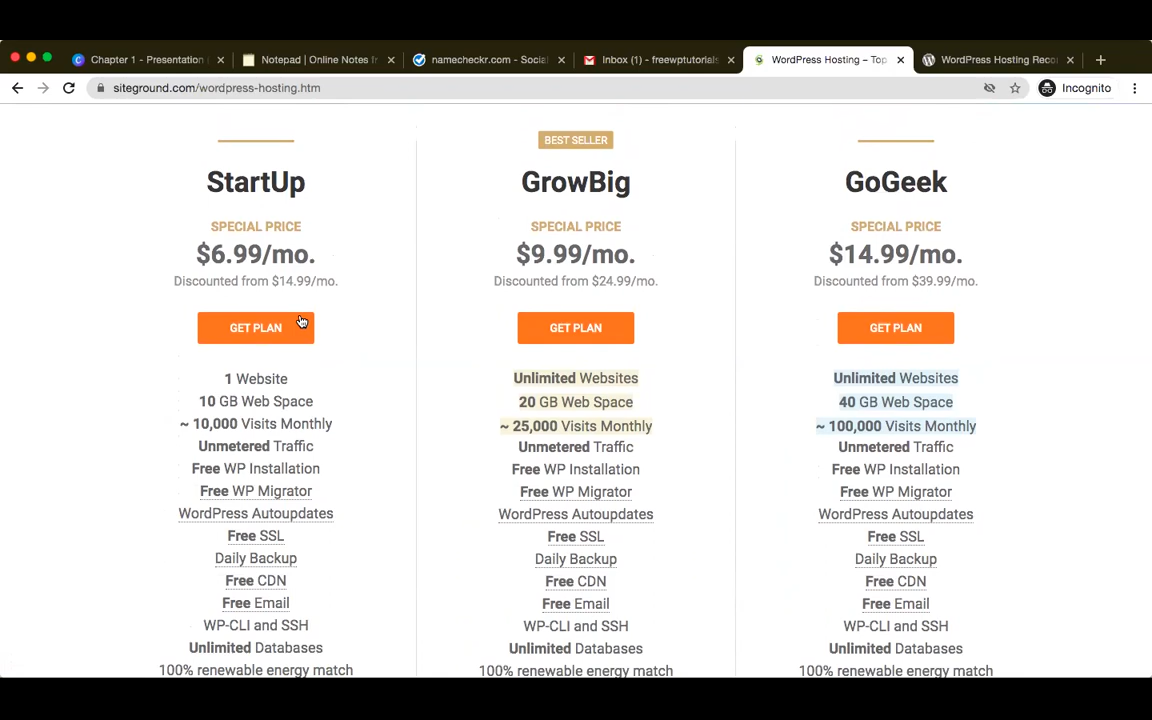 Chapter 1 - Presentation
Notepad | Online Notes
namecheckr.com - Social
Inbox (1) - freewptutorials
WordPress Hosting – Top
WordPress Hosting Reco
siteground.com/wordpress-hosting.htm
Incognito
StartUp
SPECIAL PRICE
$6.99/mo.
Discounted from $14.99/mo.
GET PLAN
1 Website
10 GB Web Space
~ 10,000 Visits Monthly
Unmetered Traffic
Free WP Installation
Free WP Migrator
WordPress Autoupdates
Free SSL
Daily Backup
Free CDN
Free Email
WP-CLI and SSH
Unlimited Databases
100% renewable energy match
BEST SELLER
GrowBig
SPECIAL PRICE
$9.99/mo.
Discounted from $24.99/mo.
GET PLAN
Unlimited Websites
20 GB Web Space
~ 25,000 Visits Monthly
Unmetered Traffic
Free WP Installation
Free WP Migrator
WordPress Autoupdates
Free SSL
Daily Backup
Free CDN
Free Email
WP-CLI and SSH
Unlimited Databases
100% renewable energy match
GoGeek
SPECIAL PRICE
$14.99/mo.
Discounted from $39.99/mo.
GET PLAN
Unlimited Websites
40 GB Web Space
~ 100,000 Visits Monthly
Unmetered Traffic
Free WP Installation
Free WP Migrator
WordPress Autoupdates
Free SSL
Daily Backup
Free CDN
Free Email
WP-CLI and SSH
Unlimited Databases
100% renewable energy match